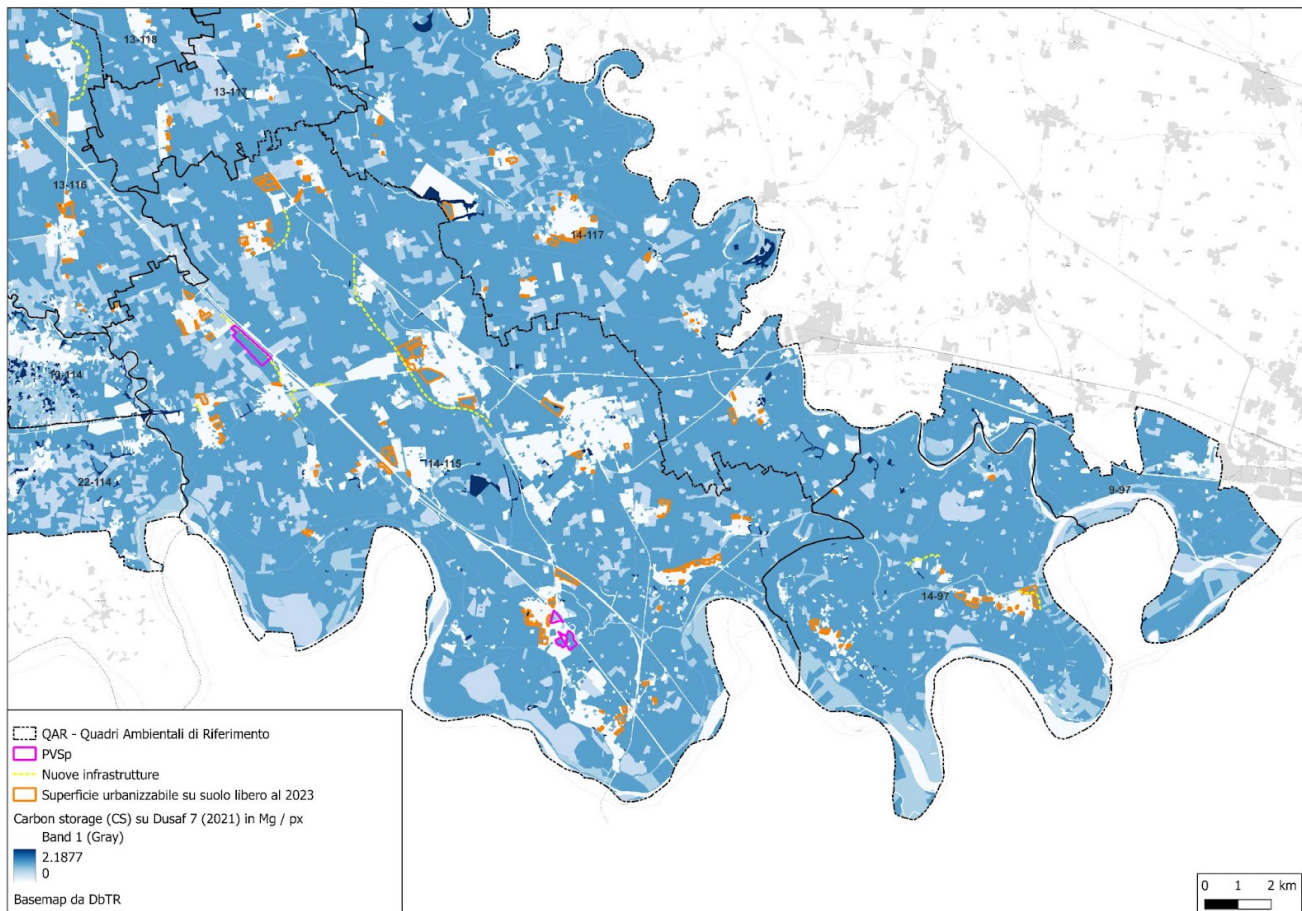 13-118
13-117
13-116
14-117
19-114
14-115
22-114
9-97
14-97
QAR - Quadri Ambientali di Riferimento
PVSp
Nuove infrastrutture
Superficie urbanizzabile su suolo libero al 2023
Carbon storage (CS) su Dusaf 7 (2021) in Mg / px
Band 1 (Gray)
2.1877
0
Basemap da DbTR
0 1 2 km